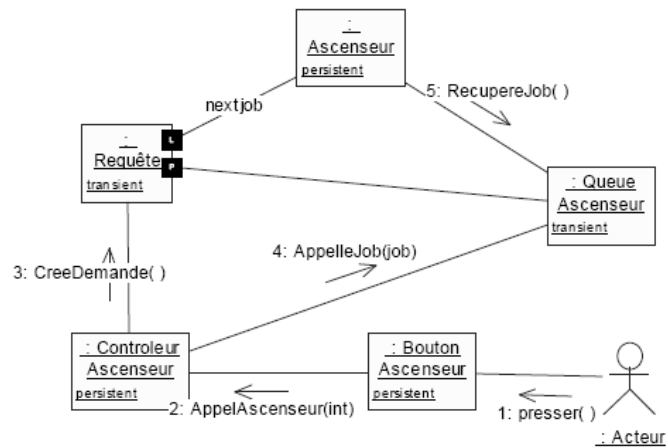 :
Ascenseur
persistent
5: RecupereJob( )
nextjob
L
:
Requête
P
transient
: Queue
Ascenseur
transient
4: AppelleJob(job)
3: CreeDemande( )
: Controleur
Ascenseur
persistent
: Bouton
Ascenseur
persistent
2: AppelAscenseur(int)
1: presser( )
: Acteur